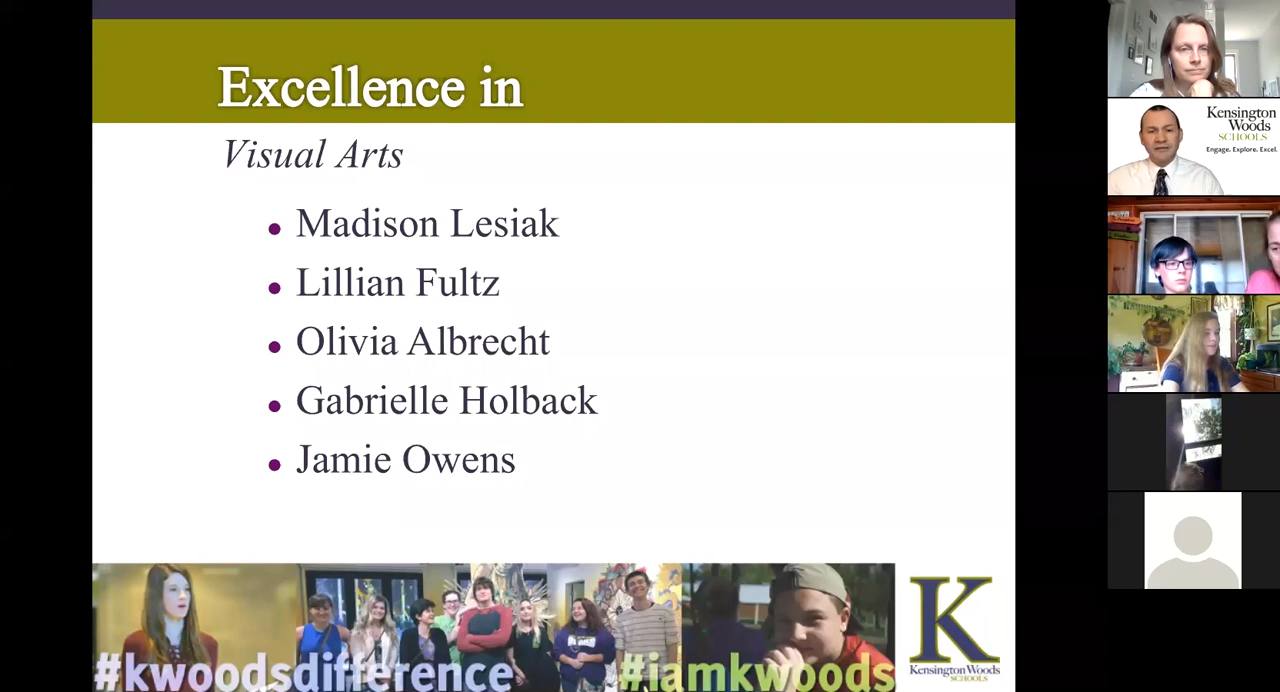 Excellence in
Visual Arts
Madison Lesiak
Lillian Fultz
Olivia Albrecht
Gabrielle Holback
Jamie Owens
#kwoodsdifference
#iamkwoods
K
Kensington Woods
SCHOOLS
Kensington
Woods
SCHOOLS
Engage. Explore. Excel.